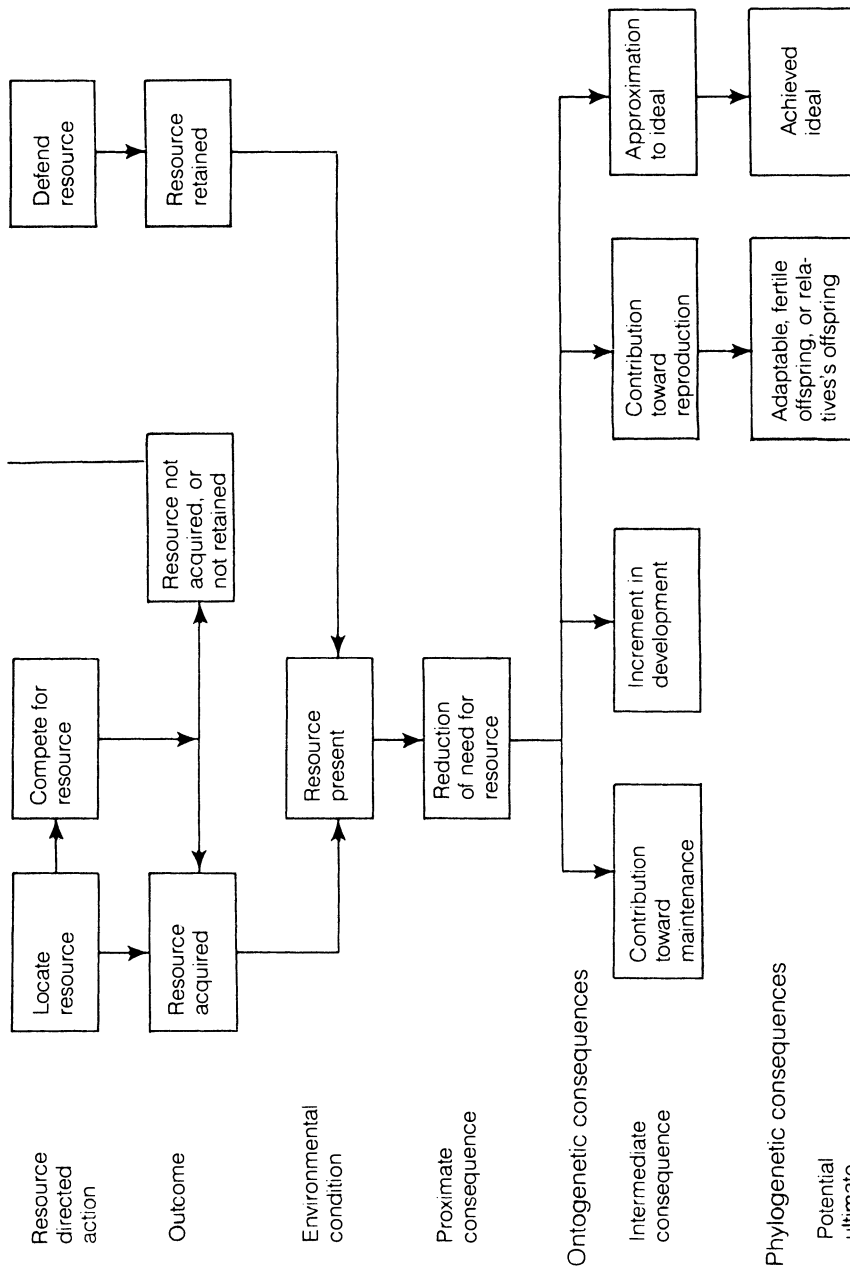 Resource
directed
action
Locate
resource
Compete for
resource
Defend
resource
Outcome
Resource
acquired
Resource not
acquired, or
not retained
Resource
retained
Environmental
condition
Resource
present
Proximate
consequence
Reduction
of need for
resource
Ontogenetic consequences
Intermediate
consequence
Contribution
toward
maintenance
Increment in
development
Contribution
toward
reproduction
Approximation
to ideal
Phylogenetic consequences
Potential
ultimate
Adaptable, fertile
offspring, or rela-
tives's offspring
Achieved
ideal